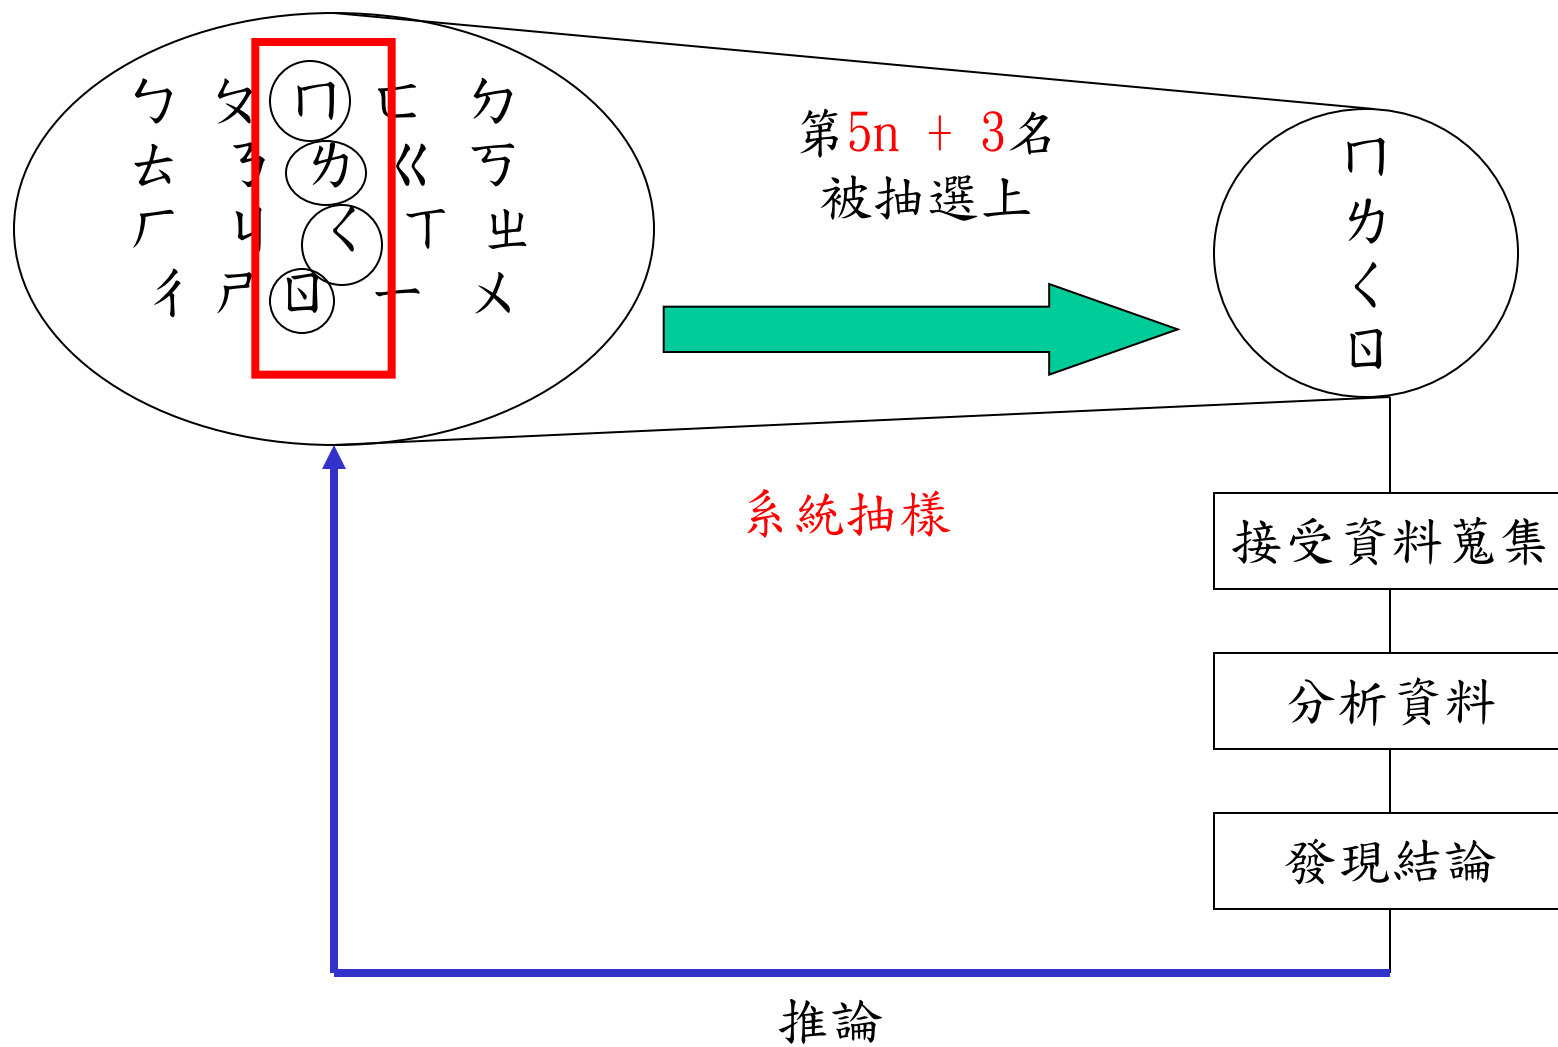 ㄅ ㄆ ㄇ ㄈ ㄉ
ㄊ ㄋ ㄌ ㄍ ㄎ
ㄏ ㄐ ㄑ ㄒ ㄓ
ㄔ ㄕ ㄖ ㄧ ㄨ
第5n + 3名
被抽選上
ㄇ
ㄌ
ㄑ
ㄖ
系統抽樣
接受資料蒐集
分析資料
發現結論
推論